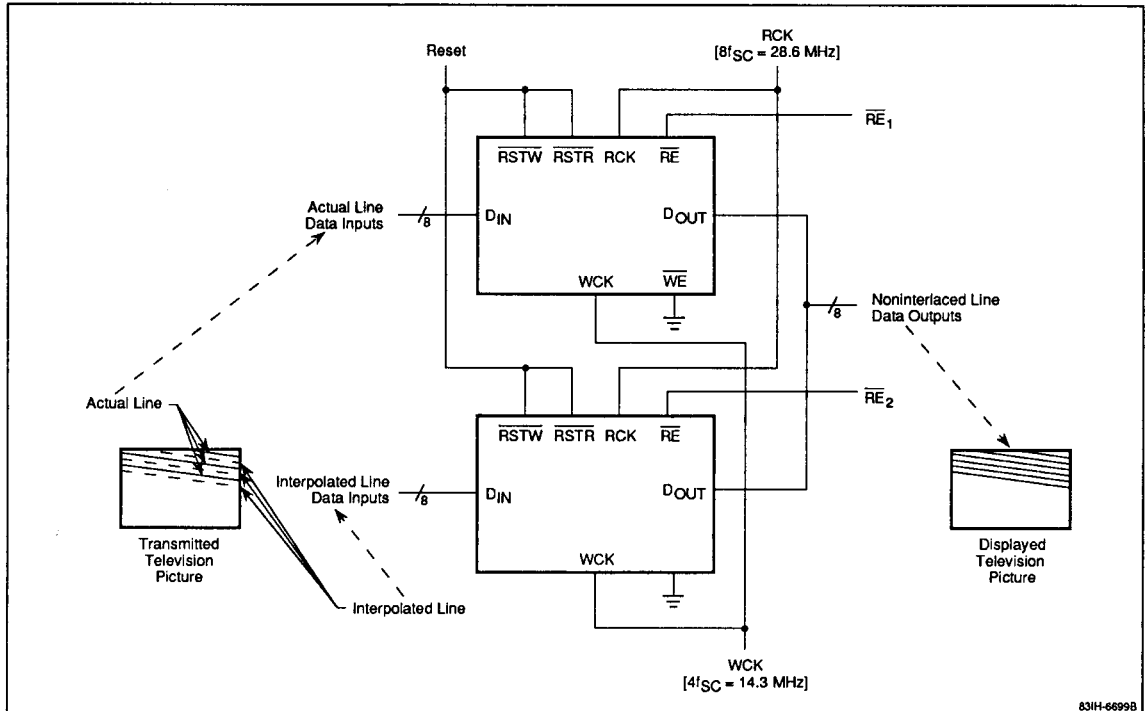 Reset
RCK
[8fSC = 28.6 MHz]
RE1
RSTW RSTR RCK RE
Actual Line
Data Inputs
8
DIN
DOUT
WCK
WE
8
Noninterlaced Line
Data Outputs
Actual Line
RE2
RSTW RSTR RCK RE
Interpolated Line
Data Inputs
8
DIN
DOUT
Transmitted
Television
Picture
WCK
Displayed
Television
Picture
Interpolated Line
WCK
[4fSC = 14.3 MHz]
83IH-6699B